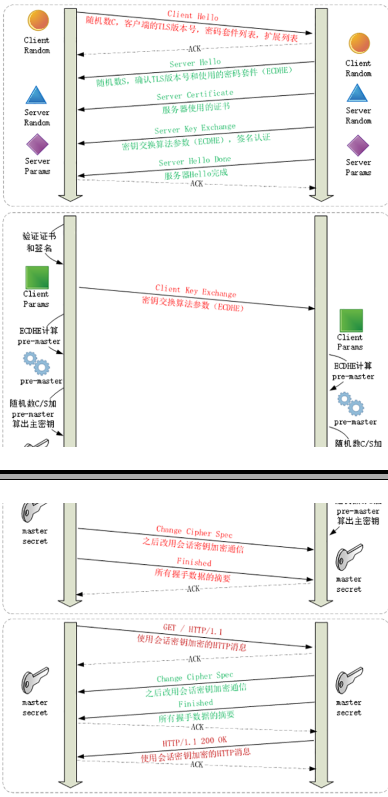 Client Hello
随机数C，客户端的TLS版本号，密码套件列表，扩展列表
ACK
Server Hello
随机数S，确认TLS版本号和使用的密码套件（ECDHE）
Server Certificate
服务器使用的证书
Server Key Exchange
密钥交换算法参数（ECDHE），签名认证
Server Hello Done
服务器Hello完成
ACK
Client
Random
Server
Random
Server
Params
Client
Random
Server
Random
Server
Params
验证证书
和签名
Client
Params
Client Key Exchange
密钥交换算法参数（ECDHE）
ECDHE计算
pre-master
pre-master
随机数C/S加
pre-master
算出主密钥
Client
Params
ECDHE计算
pre-master
pre-master
随机数C/S加
pre-master
算出主密钥
master
secret
Change Cipher Spec
之后改用会话密钥加密通信
Finished
所有握手数据的摘要
ACK
master
secret
GET / HTTP/1.1
使用会话密钥加密的HTTP消息
ACK
Change Cipher Spec
之后改用会话密钥加密通信
Finished
所有握手数据的摘要
ACK
HTTP/1.1 200 OK
使用会话密钥加密的HTTP消息
ACK
master
secret
master
secret